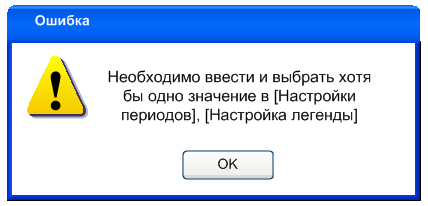 Ошибка
Необходимо ввести и выбрать хотя
бы одно значение в [Настройки
периодов], [Настройка легенды]
OK